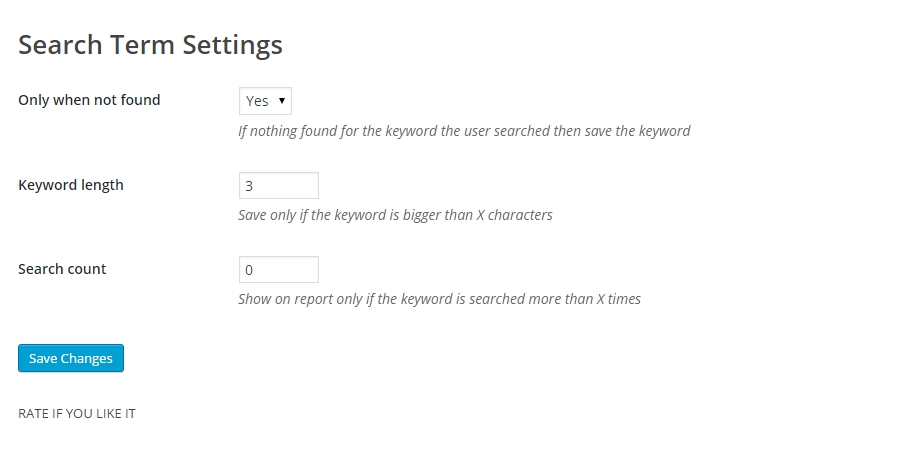 Search Term Settings
Only when not found
Yes
If nothing found for the keyword the user searched then save the keyword
Keyword length
3
Save only if the keyword is bigger than X characters
Search count
0
Show on report only if the keyword is searched more than X times
Save Changes
RATE IF YOU LIKE IT